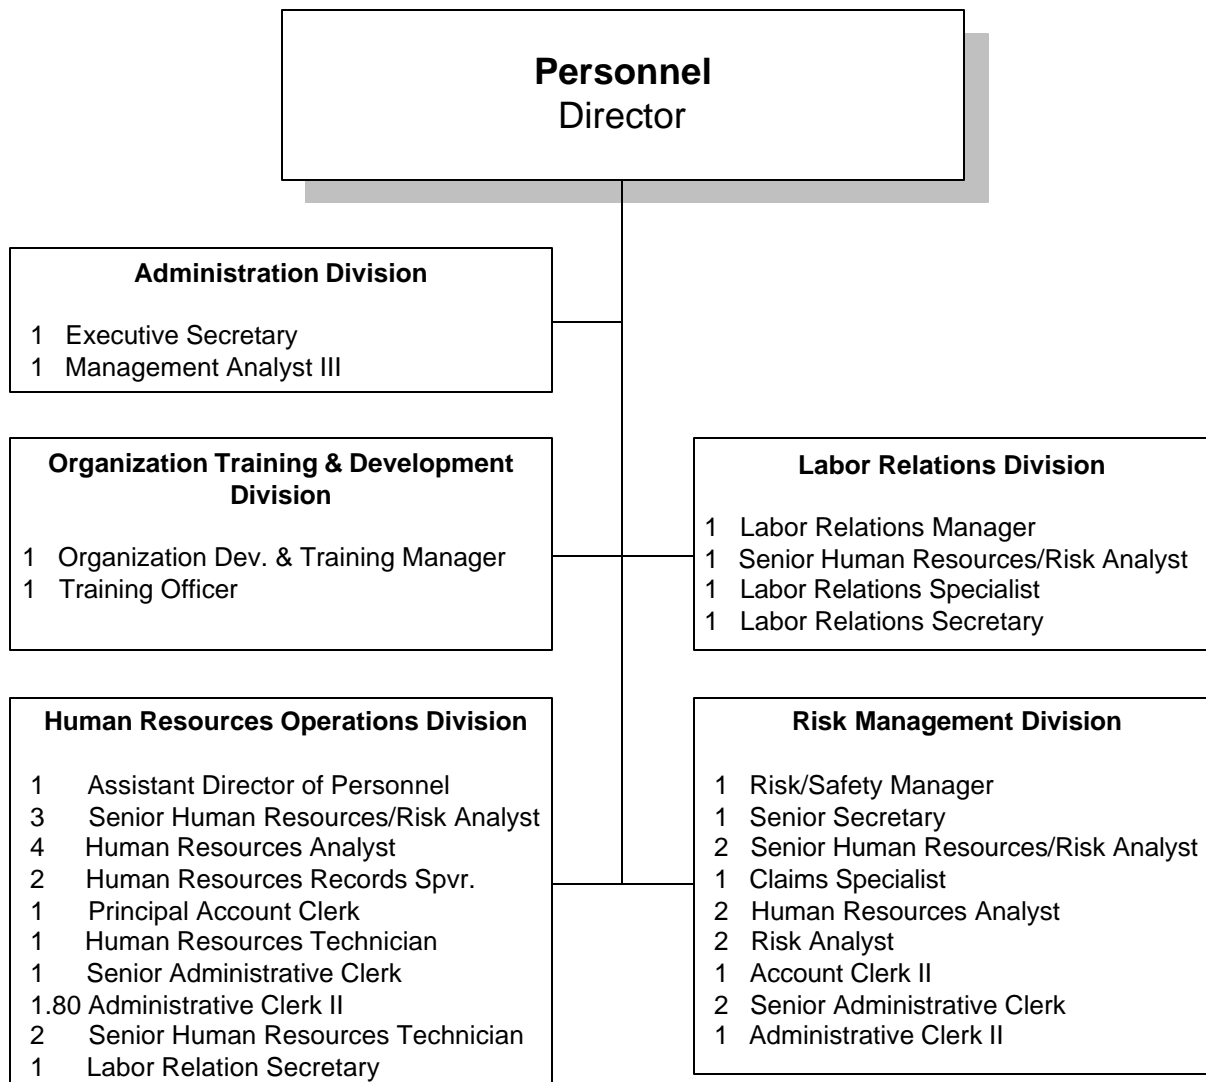 Personnel
Director
Administration Division
1 Executive Secretary
1 Management Analyst III
Organization Training & Development
Division
1 Organization Dev. & Training Manager
1 Training Officer
Labor Relations Division
1 Labor Relations Manager
1 Senior Human Resources/Risk Analyst
1 Labor Relations Specialist
1 Labor Relations Secretary
Human Resources Operations Division
1 Assistant Director of Personnel
3 Senior Human Resources/Risk Analyst
4 Human Resources Analyst
2 Human Resources Records Spvr.
1 Principal Account Clerk
1 Human Resources Technician
1 Senior Administrative Clerk
1.80 Administrative Clerk II
2 Senior Human Resources Technician
1 Labor Relation Secretary
Risk Management Division
1 Risk/Safety Manager
1 Senior Secretary
2 Senior Human Resources/Risk Analyst
1 Claims Specialist
2 Human Resources Analyst
2 Risk Analyst
1 Account Clerk II
2 Senior Administrative Clerk
1 Administrative Clerk II